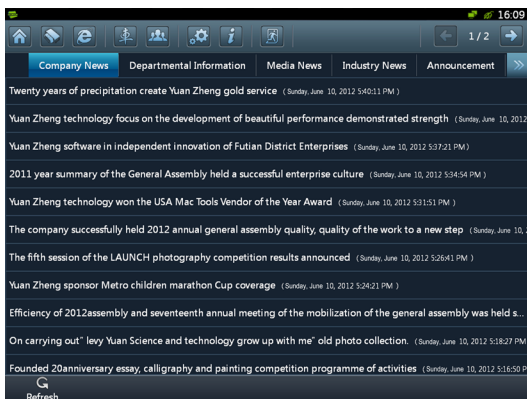 16:09
1/2
Company News Departmental Information Media News Industry News Announcement
Twenty years of precipitation create Yuan Zheng gold service (Sunday, June 10, 2012 5:40:11 PM)
Yuan Zheng technology focus on the development of beautiful performance demonstrated strength (Sunday, June 10, 2012
Yuan Zheng software in independent innovation of Futian District Enterprises (Sunday, June 10, 2012 5:37:21 PM)
2011 year summary of the General Assembly held a successful enterprise culture (Sunday, June 10, 2012 5:34:54 PM)
Yuan Zheng technology won the USA Mac Tools Vendor of the Year Award (Sunday, June 10, 2012 5:31:51 PM)
The company successfully held 2012 annual general assembly quality, quality of the work to a new step (Sunday, June 10,
The fifth session of the LAUNCH photography competition results announced (Sunday, June 10, 2012 5:26:41 PM)
Yuan Zheng sponsor Metro children marathon Cup coverage (Sunday, June 10, 2012 5:24:21 PM)
Efficiency of 2012assembly and seventeenth annual meeting of the mobilization of the general assembly was held s...
On carrying out" levy Yuan Science and technology grow up with me" old photo collection. (Sunday, June 10, 2012 5:18:27 PM
Founded 20anniversary essay, calligraphy and painting competition programme of activities (Sunday, June 10, 2012 5:16:50 P
Refresh